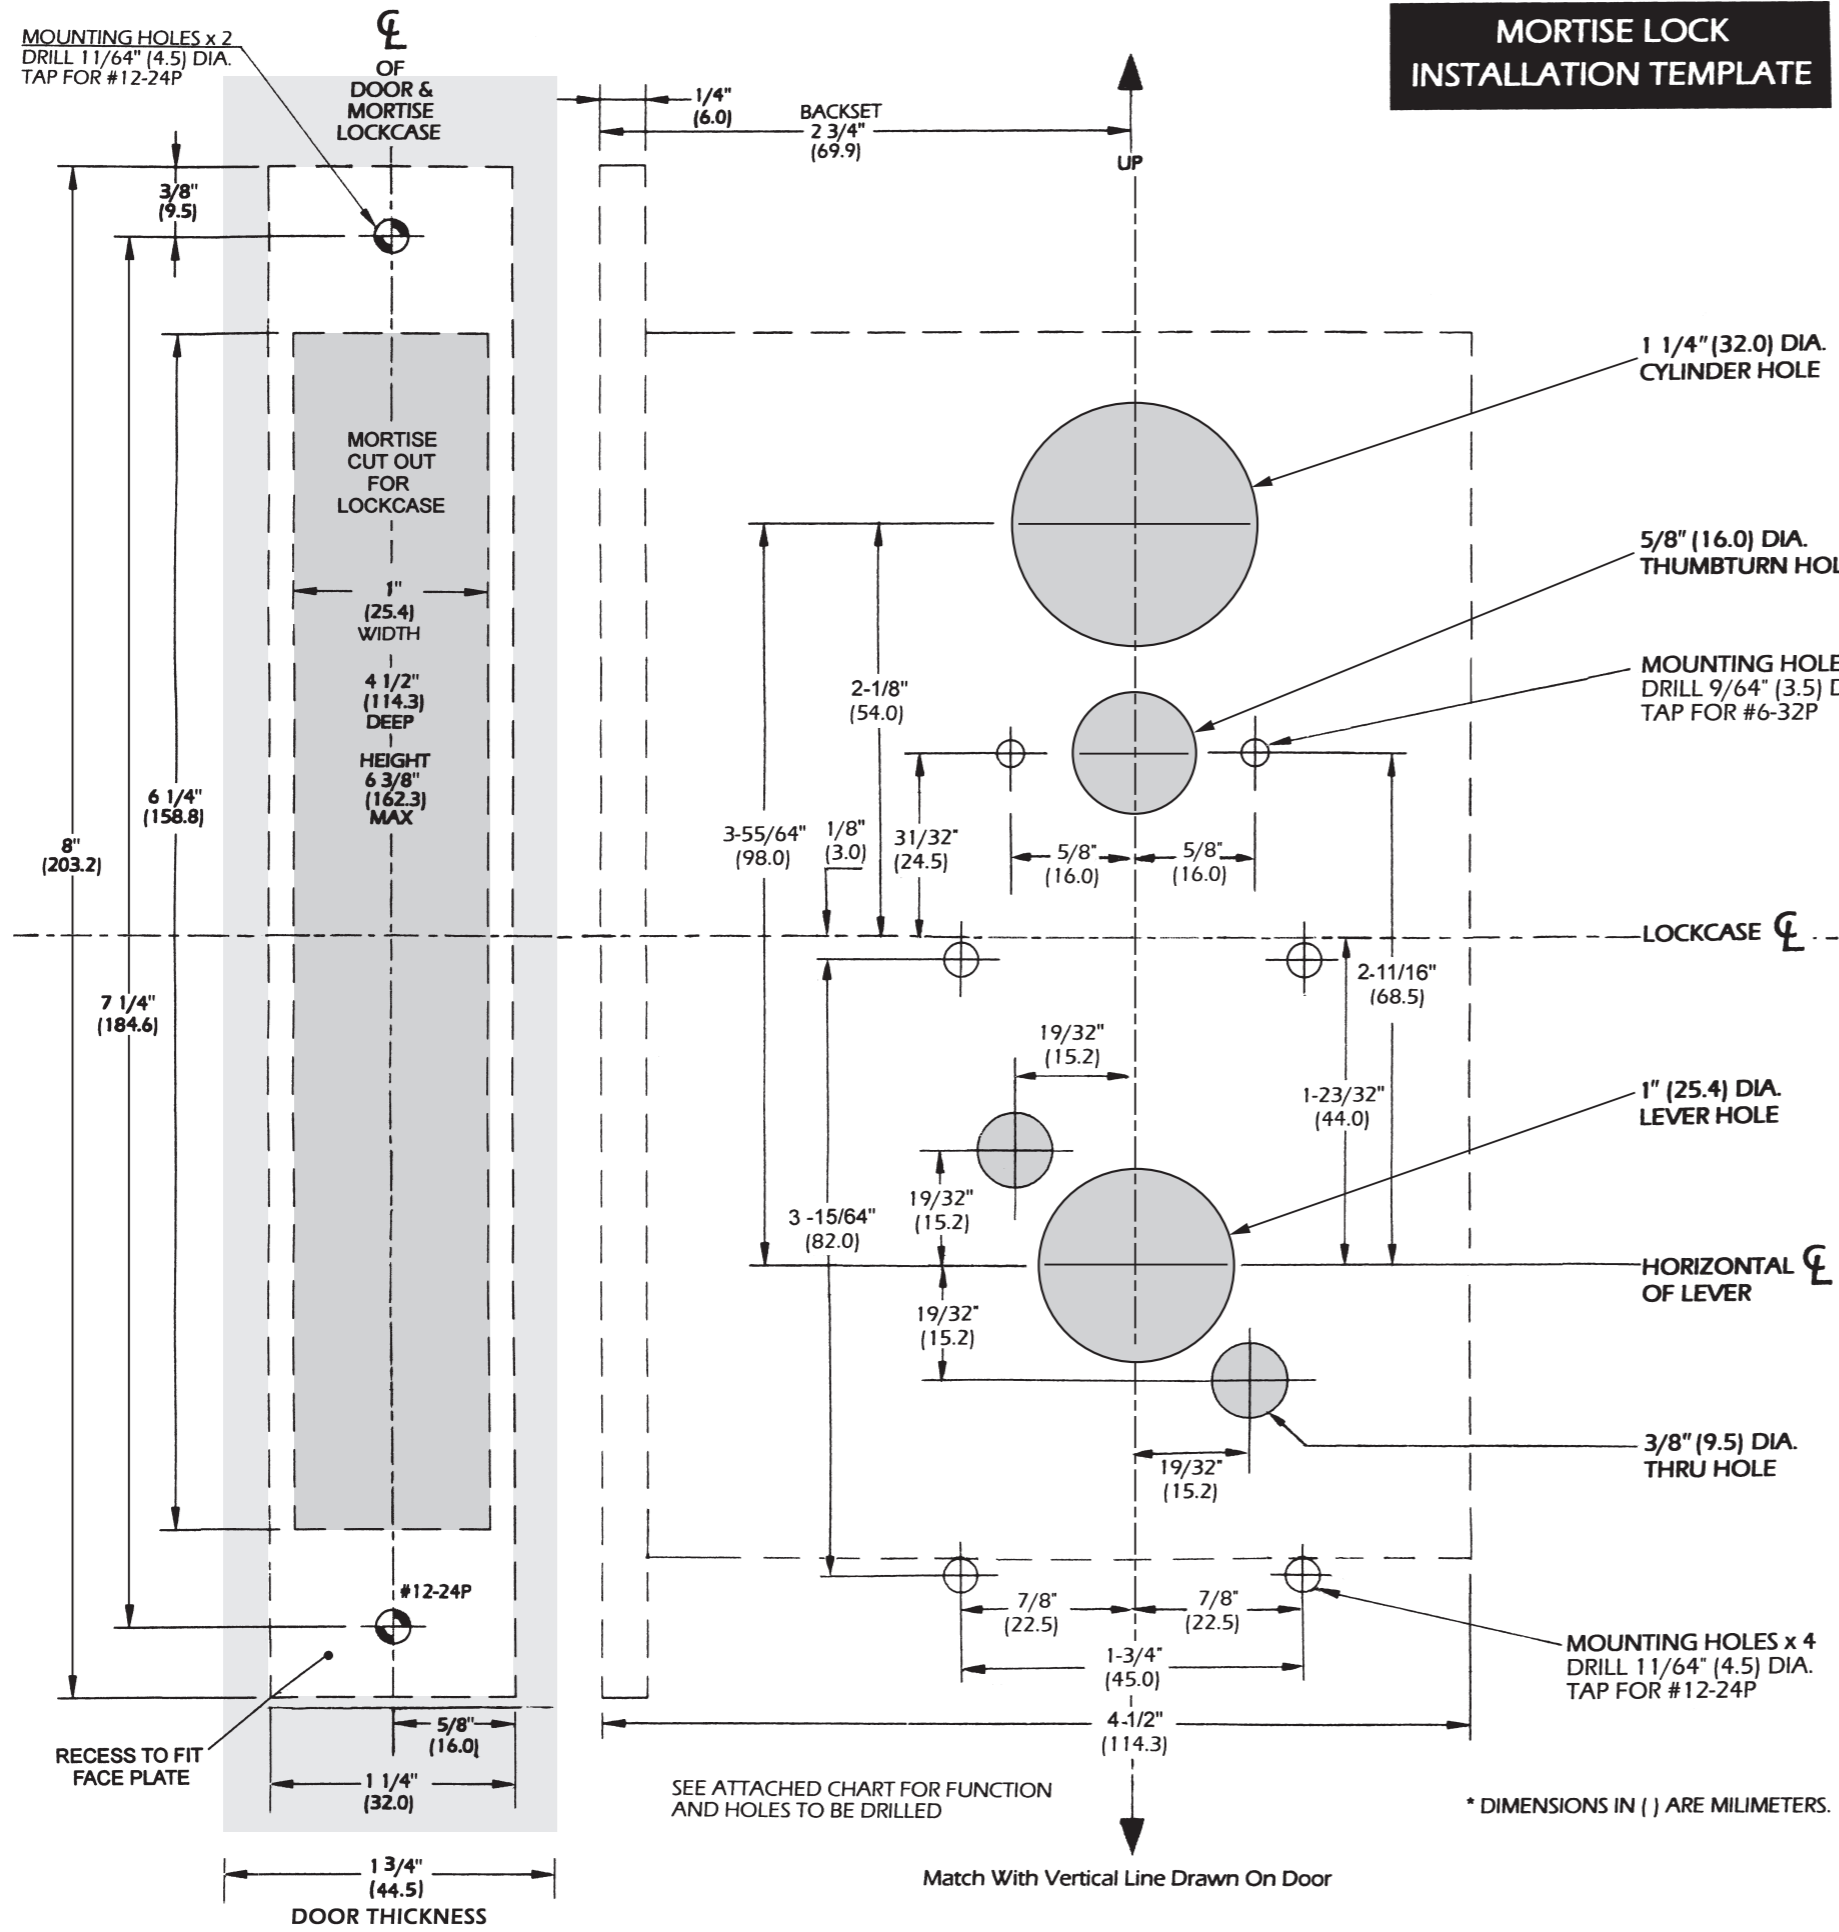 MORTISE LOCK
INSTALLATION TEMPLATE
MOUNTING HOLES x 2
DRILL 11/64" (4.5) DIA.
TAP FOR #12-24P
℄
OF
DOOR &
MORTISE
LOCKCASE
1/4"
(6.0)
BACKSET
2 3/4"
(69.9)
UP
3/8"
(9.5)
1 1/4" (32.0) DIA.
CYLINDER HOLE
MORTISE
CUT OUT
FOR
LOCKCASE
5/8" (16.0) DIA.
THUMBTURN HOL
1"
(25.4)
WIDTH
4 1/2"
(114.3)
DEEP
HEIGHT
6 3/8"
(162.3)
MAX
MOUNTING HOLE
DRILL 9/64" (3.5) D
TAP FOR #6-32P
2-1/8"
(54.0)
6 1/4"
(158.8)
8"
(203.2)
3-55/64"
(98.0)
1/8"
(3.0)
31/32"
(24.5)
5/8"
(16.0)
5/8"
(16.0)
LOCKCASE ℄
7 1/4"
(184.6)
2-11/16"
(68.5)
19/32"
(15.2)
1-23/32"
(44.0)
1" (25.4) DIA.
LEVER HOLE
19/32"
(15.2)
3 -15/64"
(82.0)
HORIZONTAL ℄
OF LEVER
19/32"
(15.2)
3/8" (9.5) DIA.
THRU HOLE
19/32"
(15.2)
#12-24P
7/8"
(22.5)
7/8"
(22.5)
1-3/4"
(45.0)
MOUNTING HOLES x 4
DRILL 11/64" (4.5) DIA.
TAP FOR #12-24P
4-1/2"
(114.3)
5/8"
(16.0)
RECESS TO FIT
FACE PLATE
1 1/4"
(32.0)
SEE ATTACHED CHART FOR FUNCTION
AND HOLES TO BE DRILLED
* DIMENSIONS IN ( ) ARE MILIMETERS.
1 3/4"
(44.5)
DOOR THICKNESS
Match With Vertical Line Drawn On Door